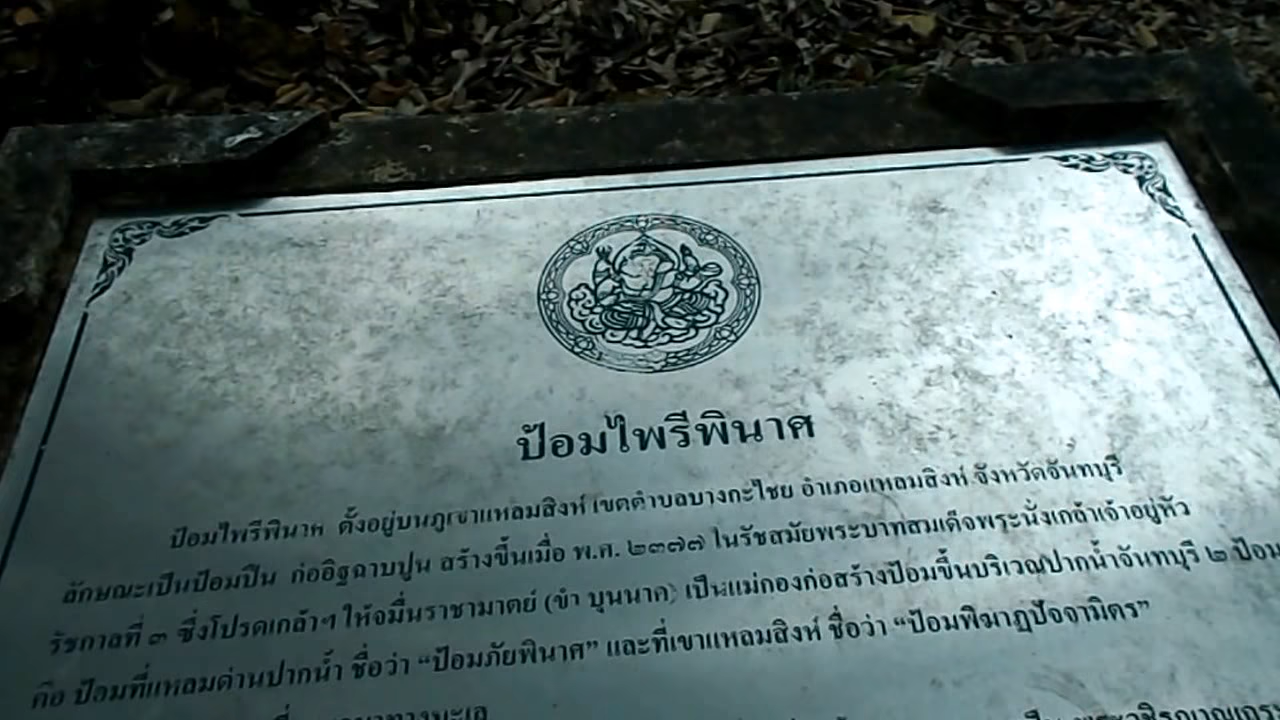 ป้อมไพรีพินาศ
ป้อมไพรีพินาศ ตั้งอยู่บนภูเขาแหลมสิงห์ เขตตำบลบางกะไชย อำเภอแหลมสิงห์ จังหวัดจันทบุรี
ลักษณะเป็นป้อมปืน ก่ออิฐฉาบปูน สร้างขึ้นเมื่อ พ.ศ. ๒๓๗๗ ในรัชสมัยพระบาทสมเด็จพระนั่งเกล้าเจ้าอยู่หัว
รัชกาลที่ ๓ ซึ่งโปรดเกล้าฯ ให้จมื่นราชามาตย์ (ขำ บุนนาค) เป็นแม่กองก่อสร้างป้อมขึ้นบริเวณปากน้ำจันทบุรี ๒ ป้อม
คือ ป้อมที่แหลมด่านปากน้ำ ชื่อว่า “ป้อมภัยพินาศ” และที่เขาแหลมสิงห์ ชื่อว่า “ป้อมพิฆาฏปัจจามิตร”